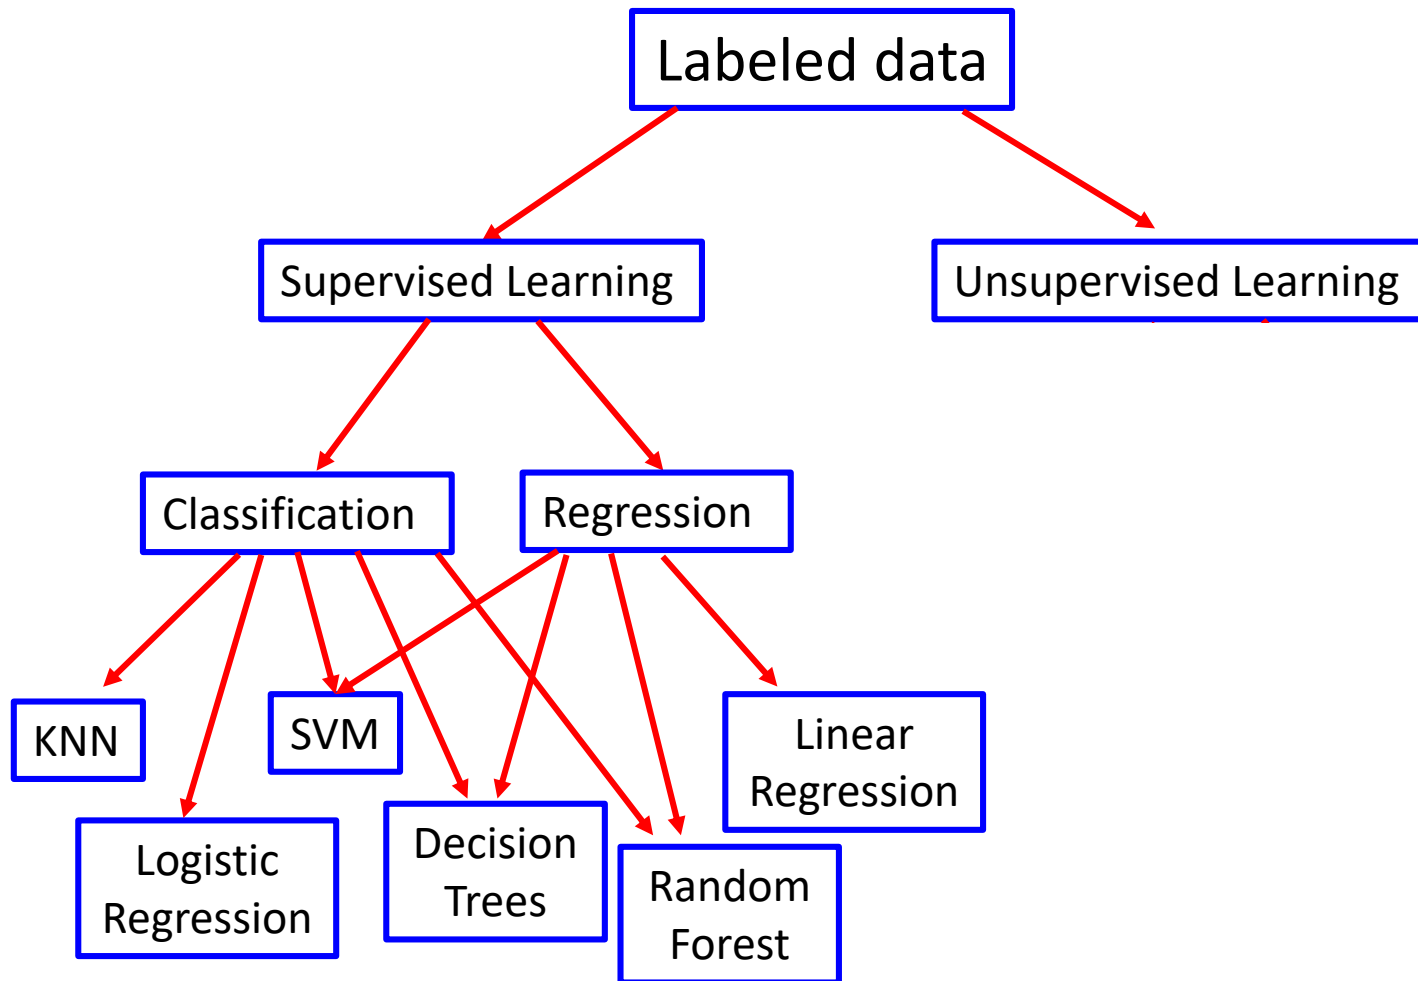 Labeled data
Supervised Learning
Unsupervised Learning
Classification
Regression
KNN
SVM
Linear
Regression
Logistic
Regression
Decision
Trees
Random
Forest